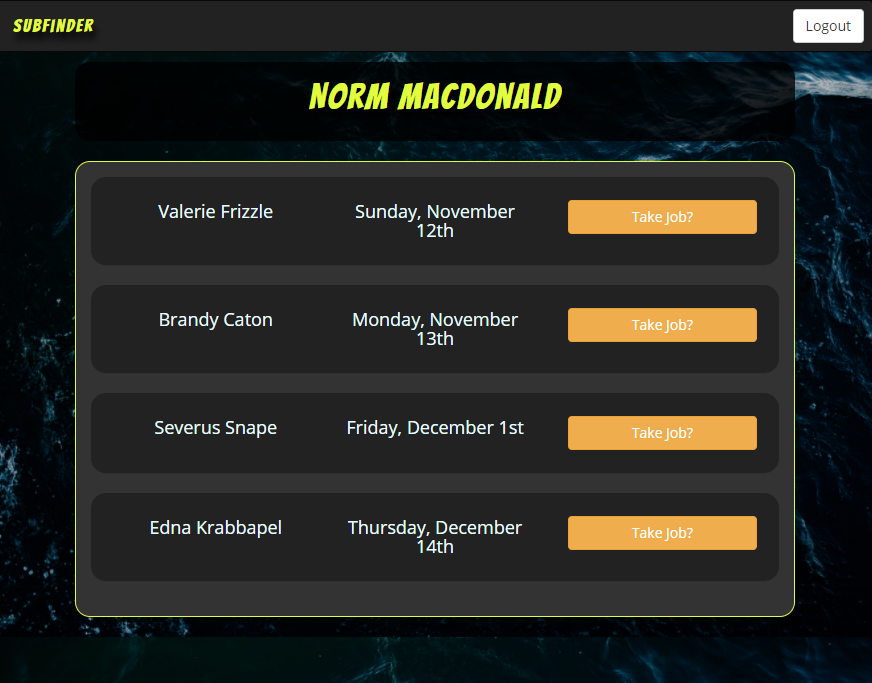 SUBFINDER
Logout
NORM MACDONALD
Valerie Frizzle
Sunday, November
12th
Take Job?
Brandy Caton
Monday, November
13th
Take Job?
Severus Snape
Friday, December 1st
Take Job?
Edna Krabbapel
Thursday, December
14th
Take Job?